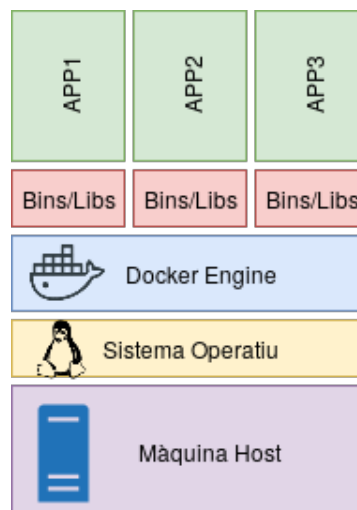 APP1
APP2
APP3
Bins/Libs
Bins/Libs
Bins/Libs
Docker Engine
Sistema Operatiu
Màquina Host